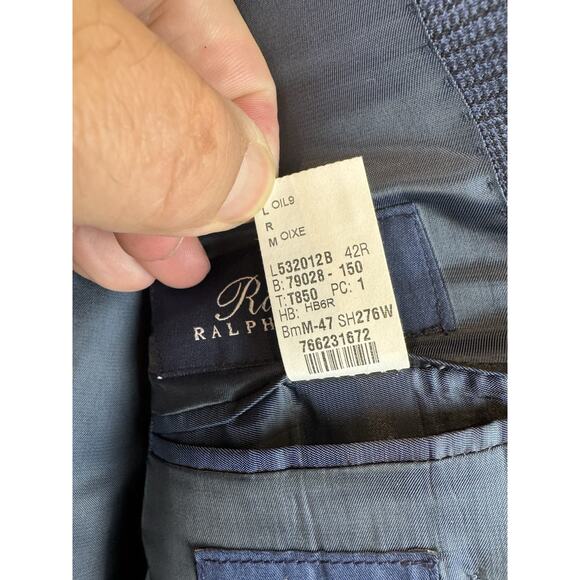 L OIL9
R
M OIXE
L532012B 42R
B: 79028- 150
T: T850 PC: 1
HB: HB6R
BmM-47 SH276W
766231672
RALPH